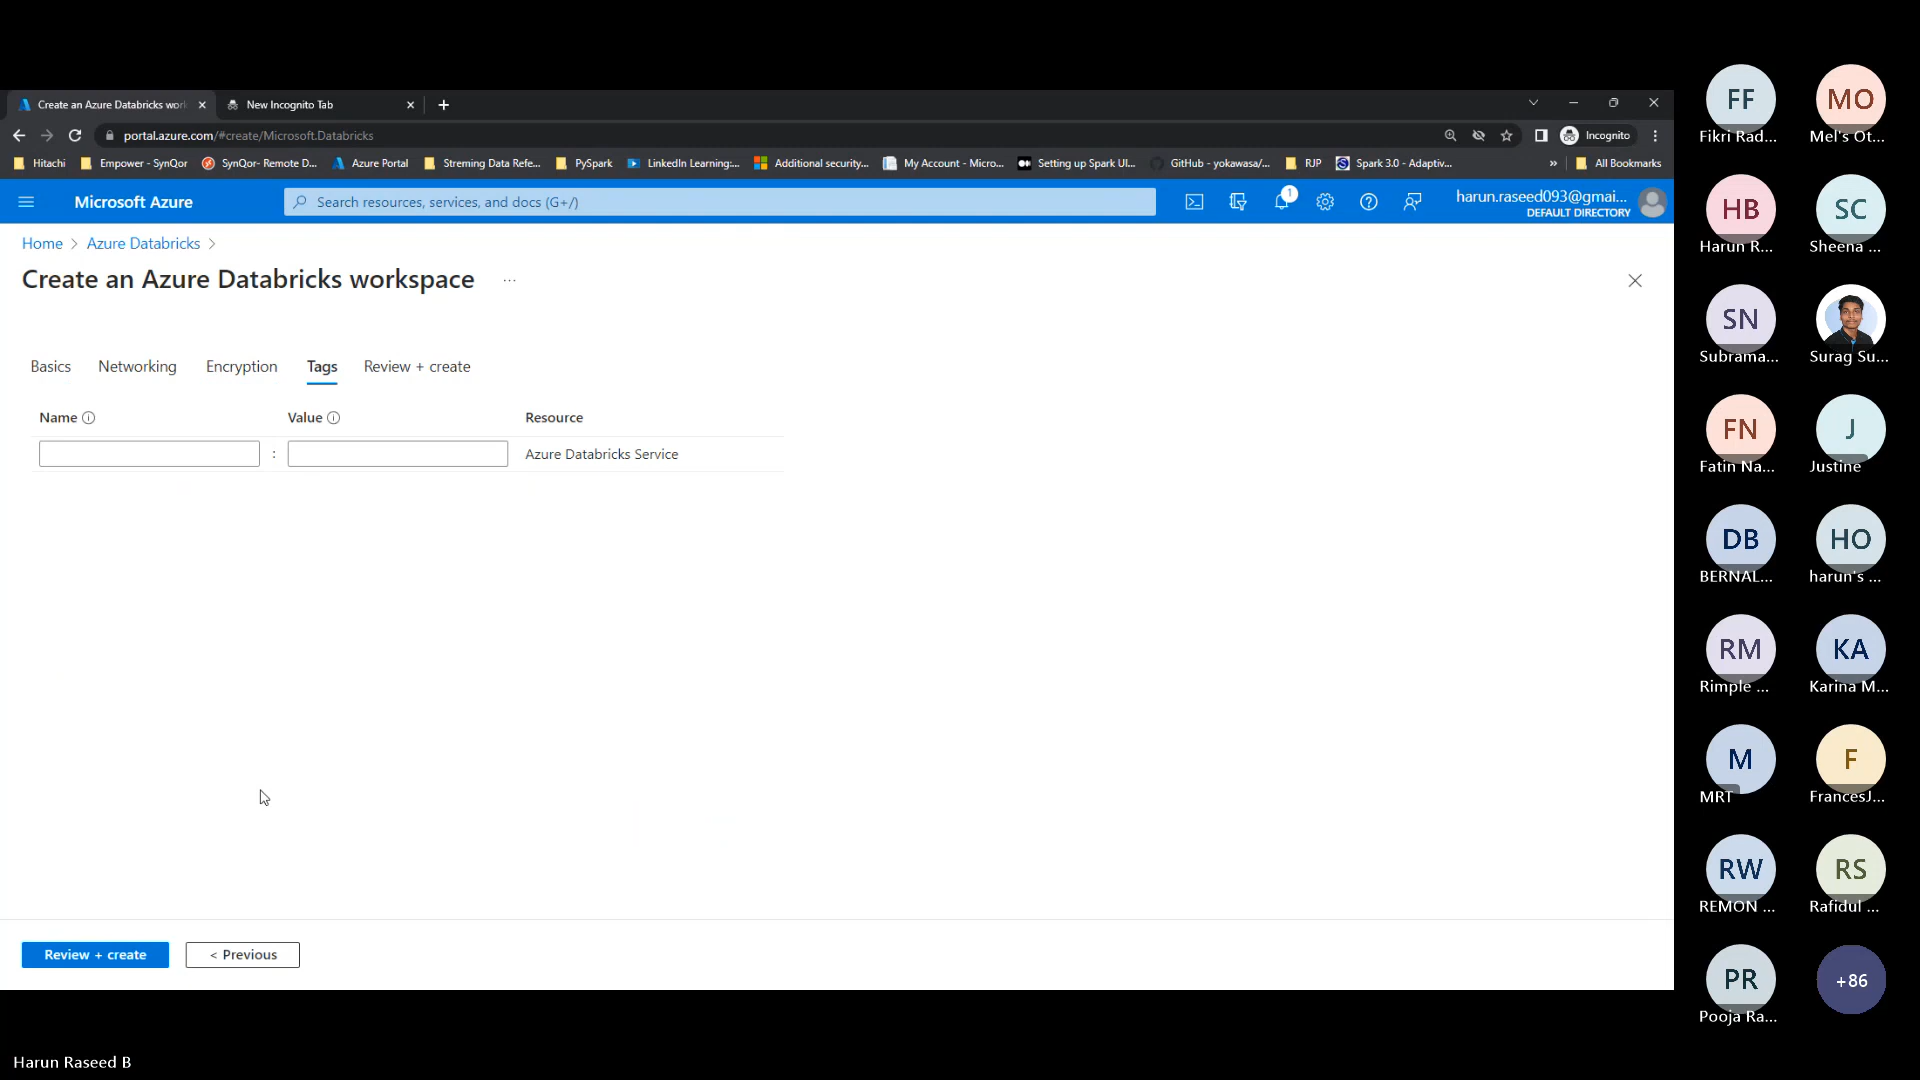 Create an Azure Databricks wor
New Incognito Tab
portal.azure.com/#create/Microsoft.Databricks
Incognito
Hitachi
Empower - SynQor
SynQor- Remote D...
Azure Portal
Streming Data Refe...
PySpark
LinkedIn Learning:...
Additional security...
My Account - Micro...
Setting up Spark UI...
GitHub - yokawasa/...
RJP
Spark 3.0 - Adaptiv...
»
All Bookmarks
Microsoft Azure
Search resources, services, and docs (G+/)
1
harun.raseed093@gmai...
DEFAULT DIRECTORY
Home > Azure Databricks >
Create an Azure Databricks workspace ...
Basics Networking Encryption Tags Review + create
Name Value Resource
: Azure Databricks Service
Review + create < Previous
FF MO
Fikri Rad... Mel's Ot...
HB SC
Harun R... Sheena ...
SN
Subrama... Surag Su...
FN J
Fatin Na... Justine
DB HO
BERNAL... harun's ...
RM KA
Rimple ... Karina M...
M F
MRT FrancesJ...
RW RS
REMON ... Rafidul ...
PR +86
Pooja Ra...
Harun Raseed B